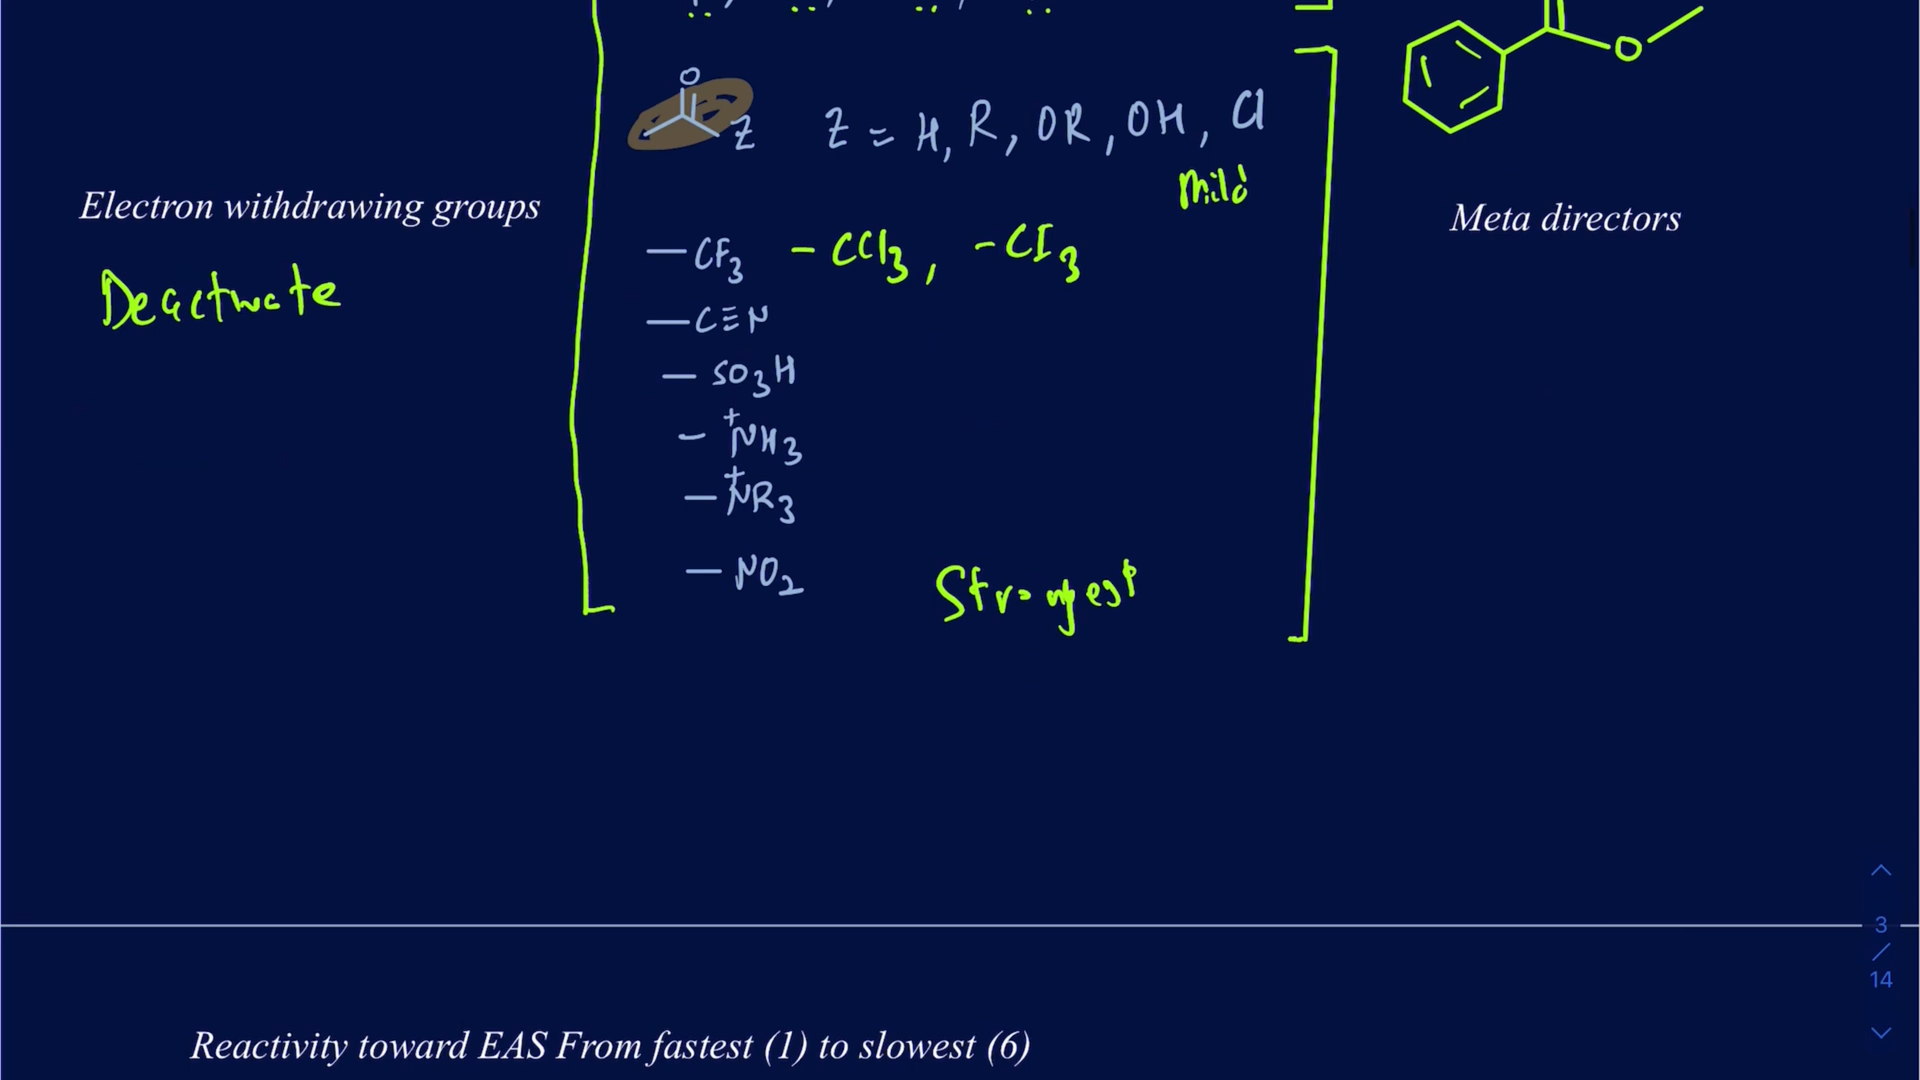 O
O
Z Z = H, R, OR, OH, Cl
Mild
Electron withdrawing groups
Meta directors
—CF3 - CCl3, - CI3
Deactivate
—C≡N
— SO3H
- +NH3
— +NR3
— NO2 Strongest
3
/
14
Reactivity toward EAS From fastest (1) to slowest (6)